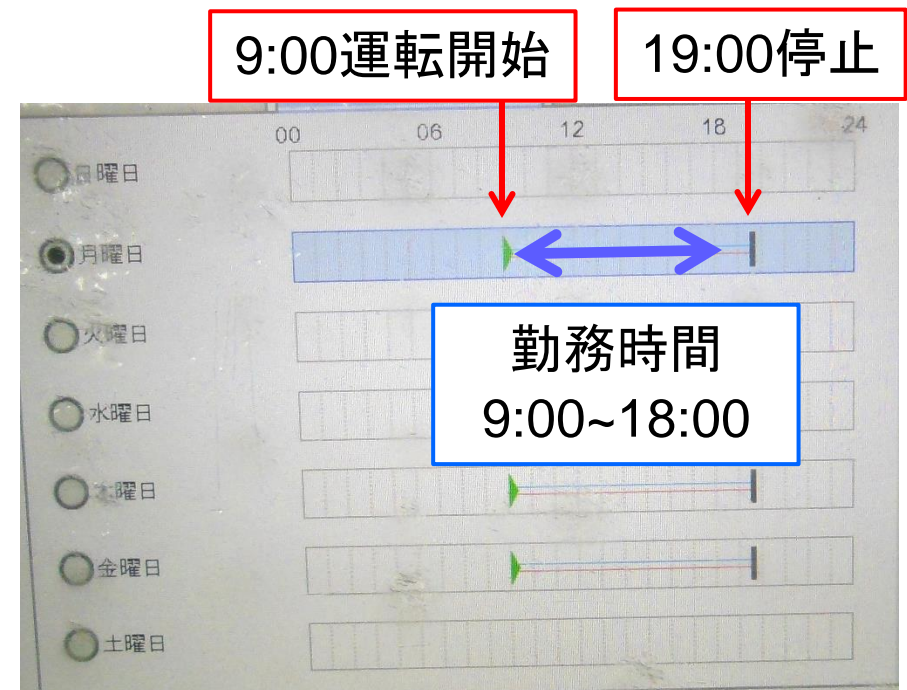 9:00運転開始
19:00停止
00 06 12 18 24
日曜日
月曜日
火曜日
勤務時間
9:00~18:00
水曜日
木曜日
金曜日
土曜日